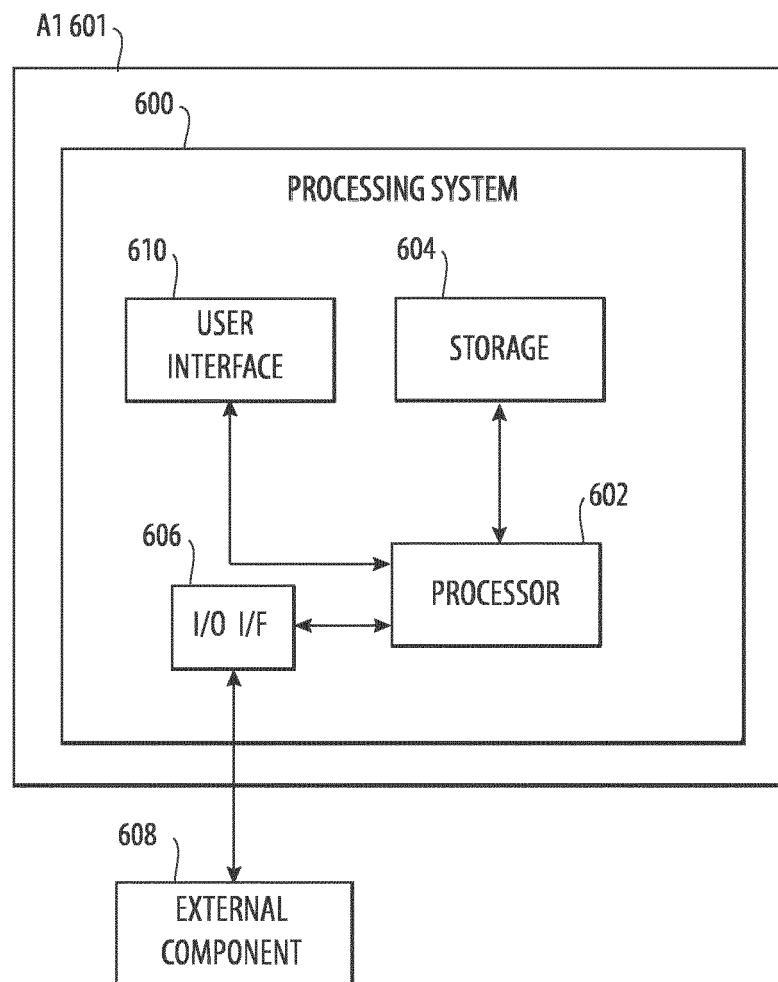 A1 601
600
PROCESSING SYSTEM
610
604
USER
INTERFACE
STORAGE
602
606
PROCESSOR
I/O I/F
608
EXTERNAL
COMPONENT